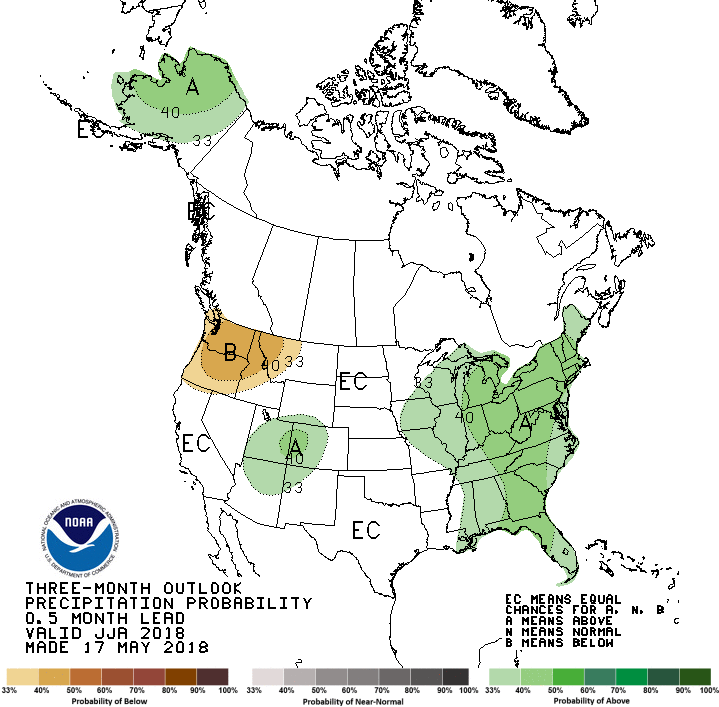 A
40
33
EC
EC
B
40
33
EC
33
40
A
EC
A
40
33
EC
NATIONAL OCEANIC AND ATMOSPHERIC ADMINISTRATION
NOAA
U.S. DEPARTMENT OF COMMERCE
THREE-MONTH OUTLOOK
PRECIPITATION PROBABILITY
0.5 MONTH LEAD
VALID JJA 2018
MADE 17 MAY 2018
EC MEANS EQUAL
CHANCES FOR A, N, B
A MEANS ABOVE
N MEANS NORMAL
B MEANS BELOW
33% 40% 50% 60% 70% 80% 90% 100%
Probability of Below
33% 40% 50% 60% 70% 80% 90% 100%
Probability of Near-Normal
33% 40% 50% 60% 70% 80% 90% 100%
Probability of Above